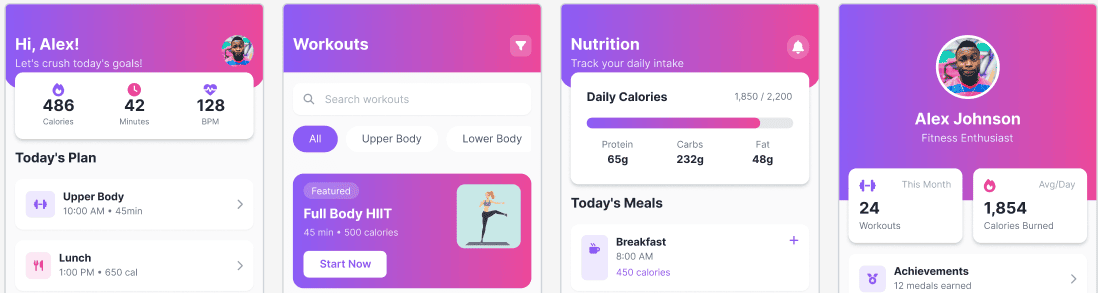 Hi, Alex!
Let's crush today's goals!
486
Calories
42
Minutes
128
BPM
Today's Plan
Upper Body
10:00 AM • 45min
Lunch
1:00 PM • 650 cal
Workouts
Search workouts
All
Upper Body
Lower Body
Featured
Full Body HIIT
45 min • 500 calories
Start Now
Nutrition
Track your daily intake
Daily Calories
1,850 / 2,200
Protein
65g
Carbs
232g
Fat
48g
Today's Meals
Breakfast
8:00 AM
450 calories
Alex Johnson
Fitness Enthusiast
This Month
24
Workouts
Avg/Day
1,854
Calories Burned
Achievements
12 medals earned